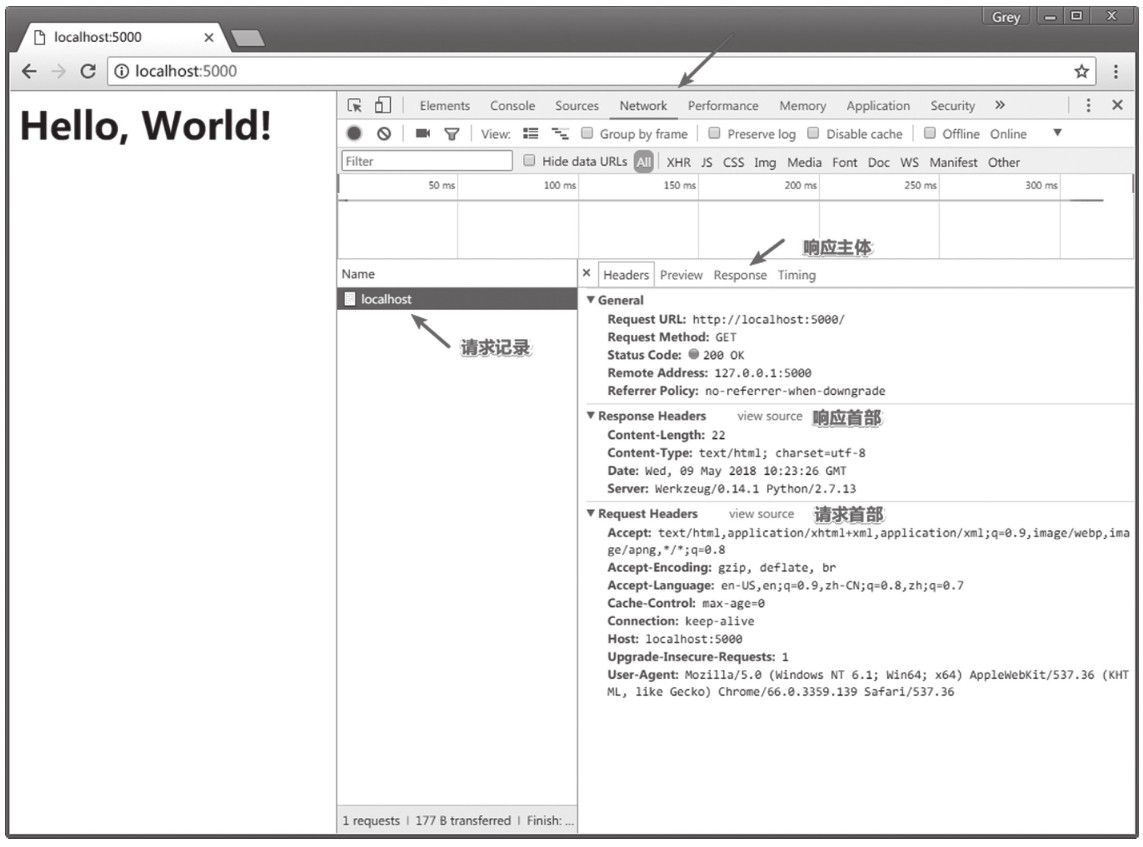 Grey
localhost:5000
localhost:5000
Hello, World!
Elements Console Sources Network Performance Memory Application Security
View: Group by frame Preserve log Disable cache Offline Online
Filter Hide data URLs All XHR JS CSS Img Media Font Doc WS Manifest Other
50 ms 100 ms 150 ms 200 ms 250 ms 300 ms
响应主体
Name
Headers Preview Response Timing
localhost
请求记录
General
Request URL: http://localhost:5000/
Request Method: GET
Status Code: 200 OK
Remote Address: 127.0.0.1:5000
Referrer Policy: no-referrer-when-downgrade
Response Headers view source 响应首部
Content-Length: 22
Content-Type: text/html; charset=utf-8
Date: Wed, 09 May 2018 10:23:26 GMT
Server: Werkzeug/0.14.1 Python/2.7.13
Request Headers view source 请求首部
Accept: text/html,application/xhtml+xml,application/xml;q=0.9,image/webp,ima
ge/apng,*/*;q=0.8
Accept-Encoding: gzip, deflate, br
Accept-Language: en-US,en;q=0.9,zh-CN;q=0.8,zh;q=0.7
Cache-Control: max-age=0
Connection: keep-alive
Host: localhost:5000
Upgrade-Insecure-Requests: 1
User-Agent: Mozilla/5.0 (Windows NT 6.1; Win64; x64) AppleWebKit/537.36 (KHT
ML, like Gecko) Chrome/66.0.3359.139 Safari/537.36
1 requests | 177 B transferred | Finish: ...